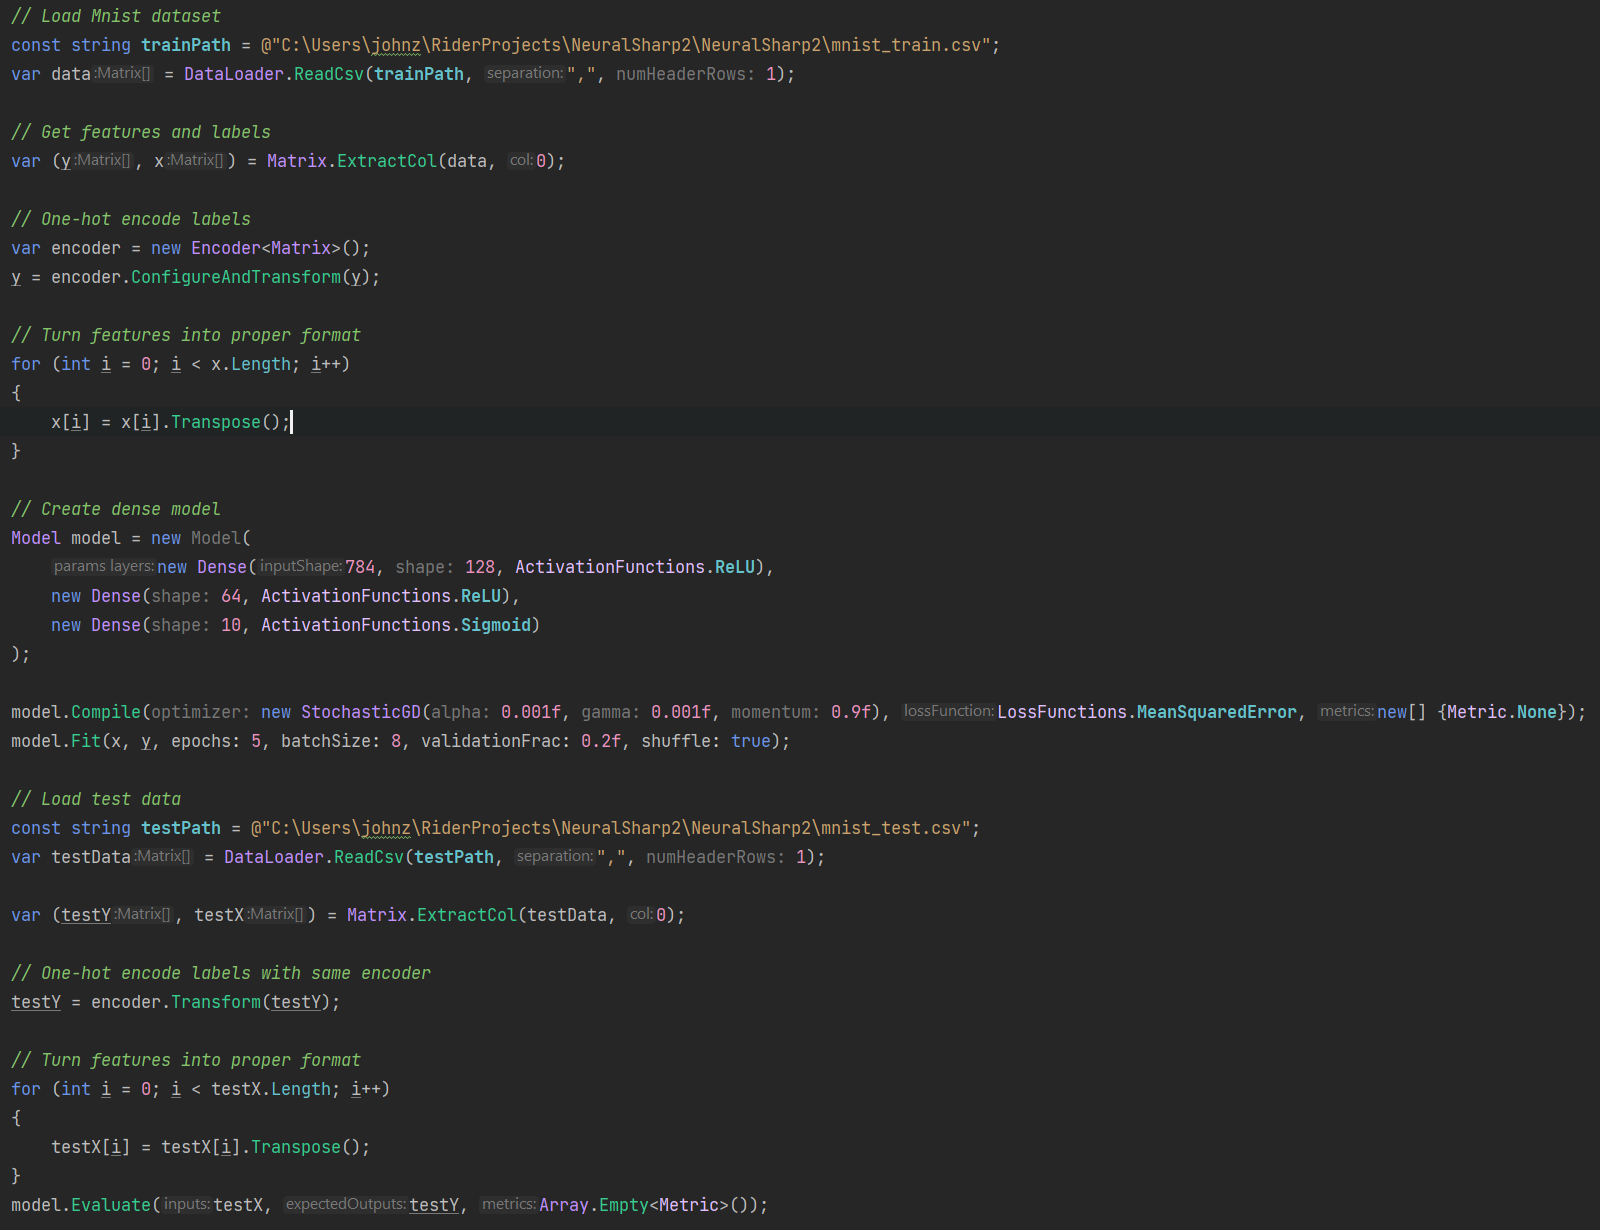 // Load Mnist dataset
const string trainPath = @"C:\Users\johnz\RiderProjects\NeuralSharp2\NeuralSharp2\mnist_train.csv";
var data :Matrix[] = DataLoader.ReadCsv(trainPath, separation: ",", numHeaderRows: 1);
// Get features and labels
var (y :Matrix[], x :Matrix[]) = Matrix.ExtractCol(data, col: 0);
// One-hot encode labels
var encoder = new Encoder<Matrix>();
y = encoder.ConfigureAndTransform(y);
// Turn features into proper format
for (int i = 0; i < x.Length; i++)
{
x[i] = x[i].Transpose();
}
// Create dense model
Model model = new Model(
params layers: new Dense(inputShape: 784, shape: 128, ActivationFunctions.ReLU),
new Dense(shape: 64, ActivationFunctions.ReLU),
new Dense(shape: 10, ActivationFunctions.Sigmoid)
);
model.Compile(optimizer: new StochasticGD(alpha: 0.001f, gamma: 0.001f, momentum: 0.9f), lossFunction: LossFunctions.MeanSquaredError, metrics: new[] {Metric.None});
model.Fit(x, y, epochs: 5, batchSize: 8, validationFrac: 0.2f, shuffle: true);
// Load test data
const string testPath = @"C:\Users\johnz\RiderProjects\NeuralSharp2\NeuralSharp2\mnist_test.csv";
var testData :Matrix[] = DataLoader.ReadCsv(testPath, separation: ",", numHeaderRows: 1);
var (testY :Matrix[], testX :Matrix[]) = Matrix.ExtractCol(testData, col: 0);
// One-hot encode labels with same encoder
testY = encoder.Transform(testY);
// Turn features into proper format
for (int i = 0; i < testX.Length; i++)
{
testX[i] = testX[i].Transpose();
}
model.Evaluate(inputs: testX, expectedOutputs: testY, metrics: Array.Empty<Metric>());